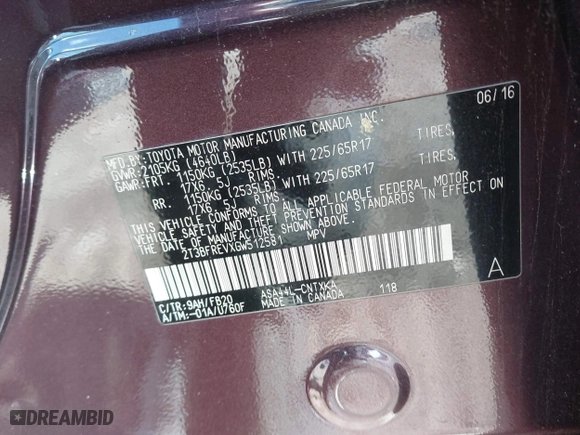 06/16
MFD.BY:TOYOTA MOTOR MANUFACTURING CANADA INC.
GVWR:2105KG (4640LB)
GAWR:FRT. 1150KG (2535LB) WITH 225/65R17 TIRES,
17X6.5J RIMS.
RR. 1150KG (2535LB) WITH 225/65R17 TIRES,
17X6.5J RIMS.
THIS VEHICLE CONFORMS TO ALL APPLICABLE FEDERAL MOTOR
VEHICLE SAFETY AND THEFT PREVENTION STANDARDS IN EFFECT ON
THE DATE OF MANUFACTURE SHOWN ABOVE.
2T3BFREVXGW512581 MPV
C/TR:9AH/FB20 ASA44L-CNTXKA A
A/TM:-01A/U760F MADE IN CANADA 118
DREAMBID